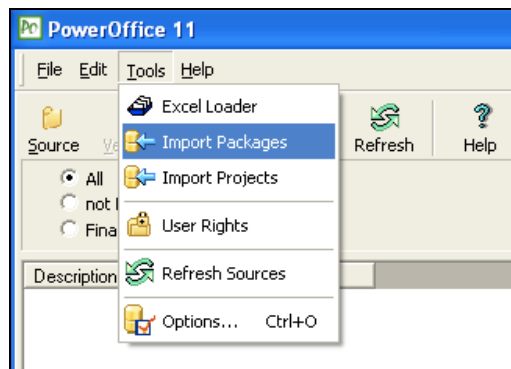 PowerOffice 11
File Edit Tools Help
Excel Loader
Import Packages
Import Projects
User Rights
Refresh Sources
Options... Ctrl+O
Source
Refresh
Help
All
not
Fina
Description